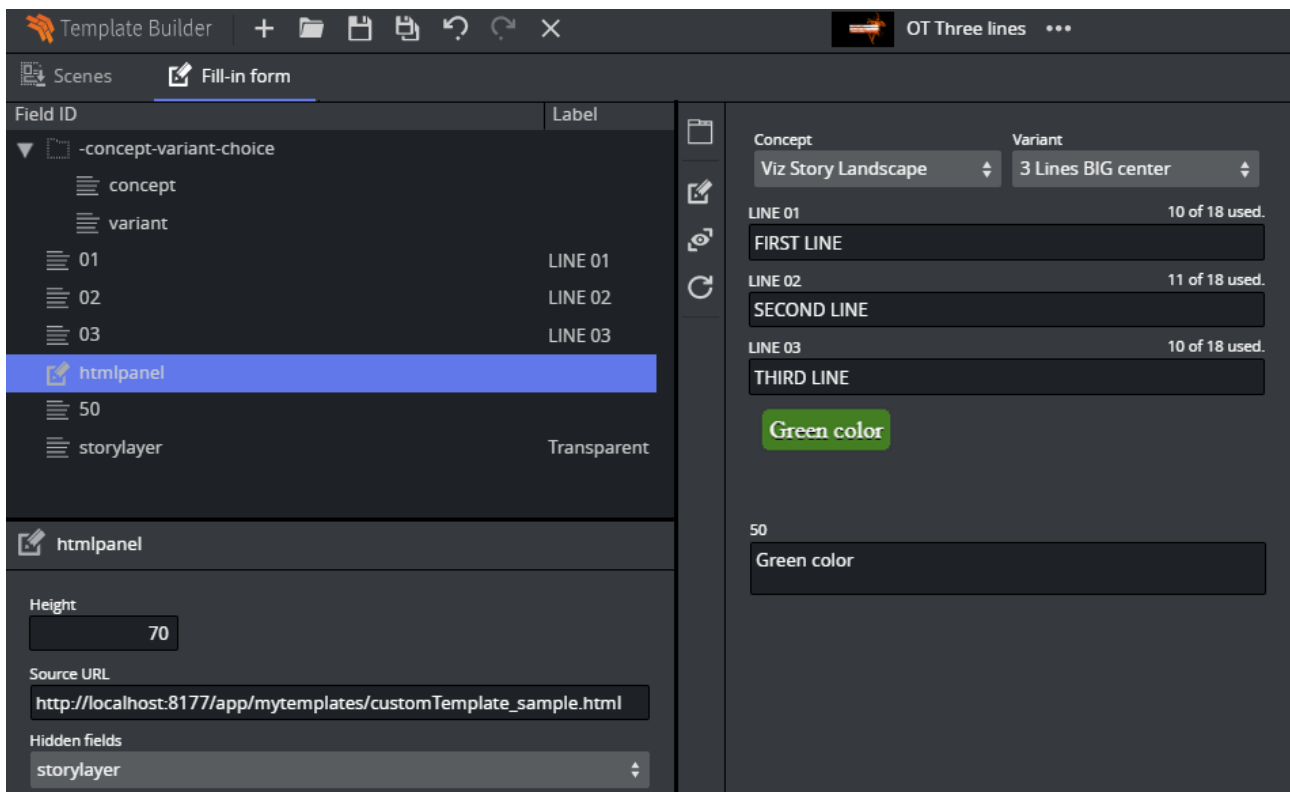 Template Builder
OT Three lines
Scenes
Fill-in form
Field ID
Label
-concept-variant-choice
concept
variant
01
LINE 01
02
LINE 02
03
LINE 03
htmlpanel
50
storylayer
Transparent
htmlpanel
Height
70
Source URL
http://localhost:8177/app/mytemplates/customTemplate_sample.html
Hidden fields
storylayer
Concept
Variant
Viz Story Landscape
3 Lines BIG center
LINE 01
10 of 18 used.
FIRST LINE
LINE 02
11 of 18 used.
SECOND LINE
LINE 03
10 of 18 used.
THIRD LINE
Green color
50
Green color